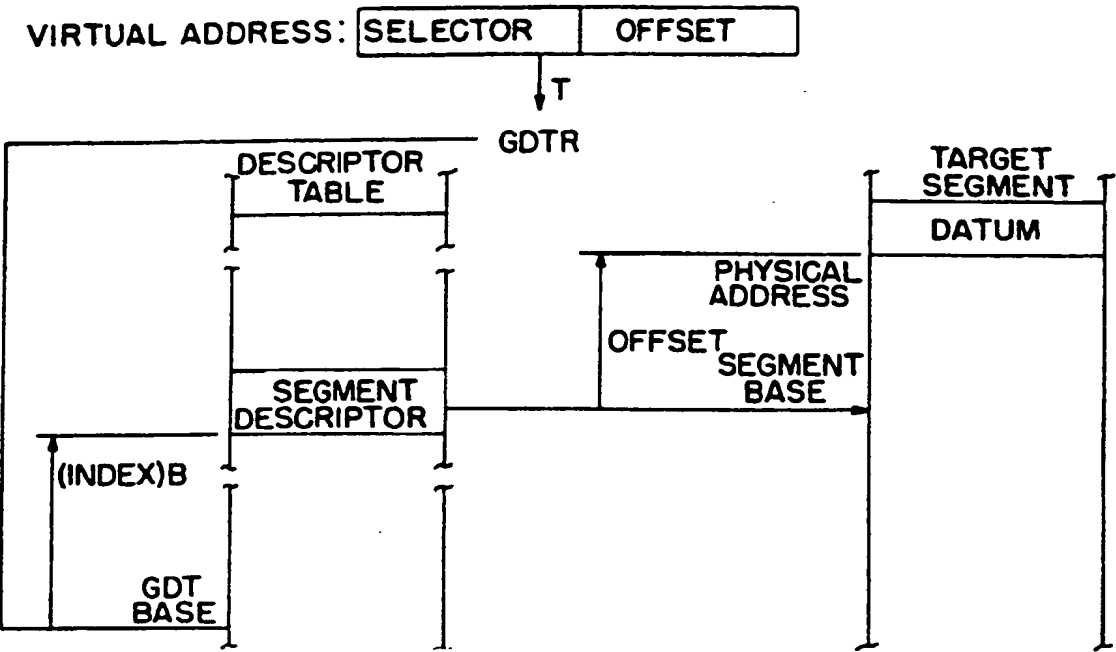 VIRTUAL ADDRESS: SELECTOR OFFSET
T
GDTR
DESCRIPTOR
TABLE
TARGET
SEGMENT
DATUM
PHYSICAL
ADDRESS
OFFSET
SEGMENT
BASE
SEGMENT
DESCRIPTOR
(INDEX)B
GDT
BASE